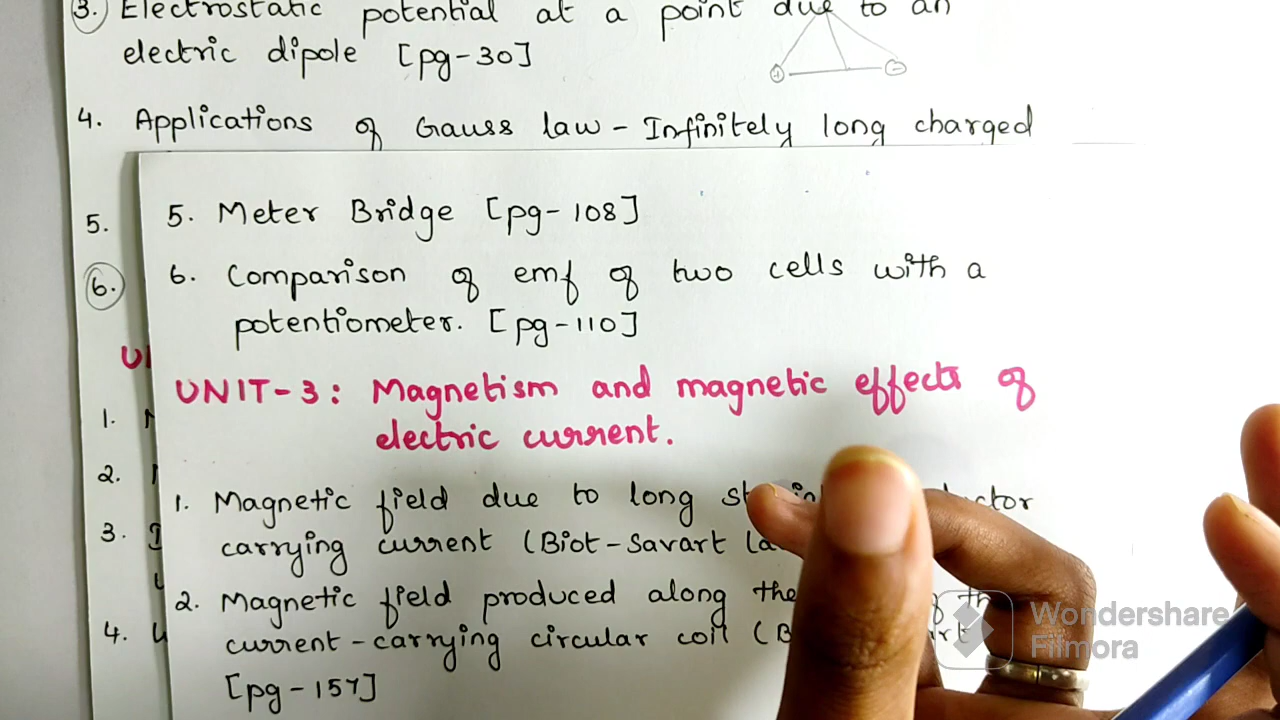 3. Electrostatic potential at a point due to an
electric dipole [pg-30]
4. Applications of Gauss law - Infinitely long charged
5.
6.
5. Meter Bridge [pg-108]
6. Comparison of emf of two cells with a
potentiometer. [pg-110]
UNIT-3: Magnetism and magnetic effects of
electric current.
1.
2.
3.
4.
1. Magnetic field due to long
carrying current (Biot-Savart
2. Magnetic field produced along the
current-carrying circular coil
[pg-157]
Wondershare
Filmora